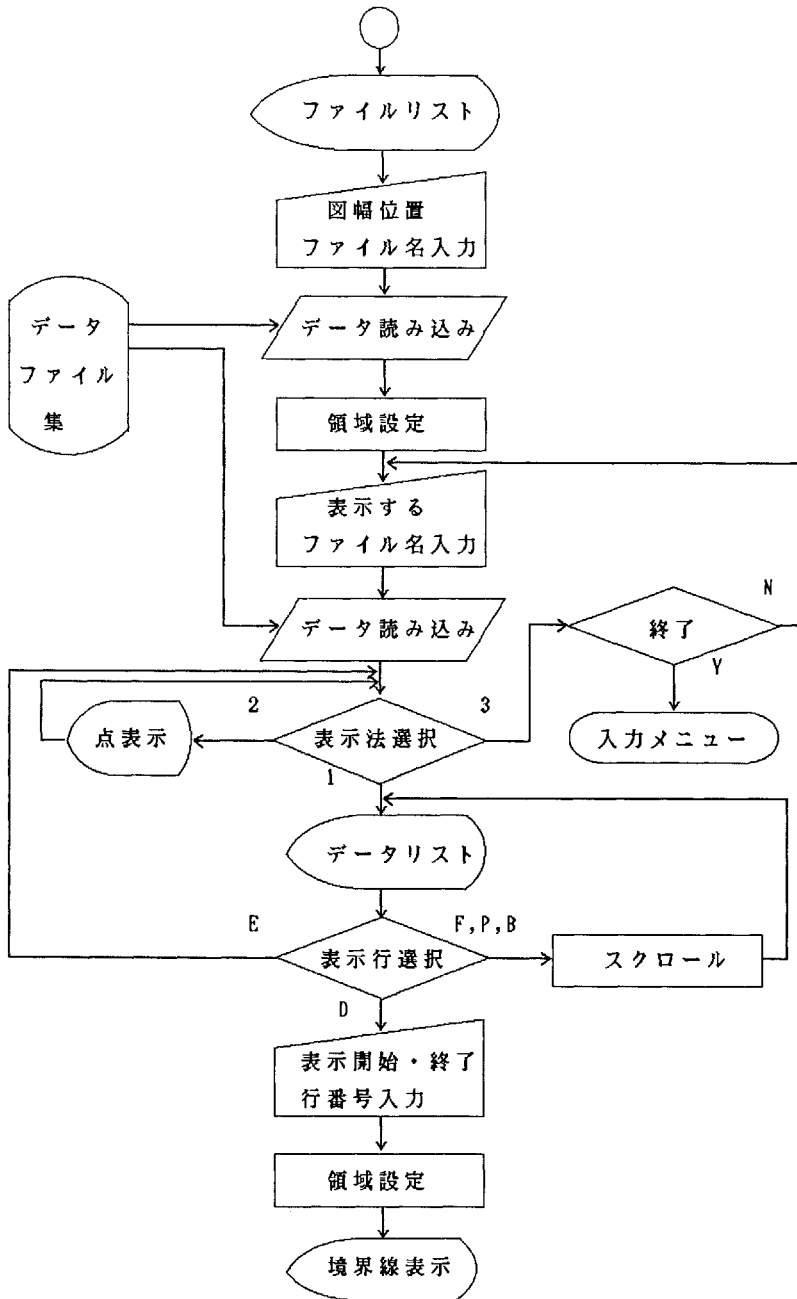 ファイルリスト
図幅位置
ファイル名入力
データ
ファイル
集
データ読み込み
領域設定
表示する
ファイル名入力
データ読み込み
終了
N
Y
入力メニュー
2
3
点表示
表示法選択
1
データリスト
E
F,P,B
表示行選択
スクロール
D
表示開始・終了
行番号入力
領域設定
境界線表示